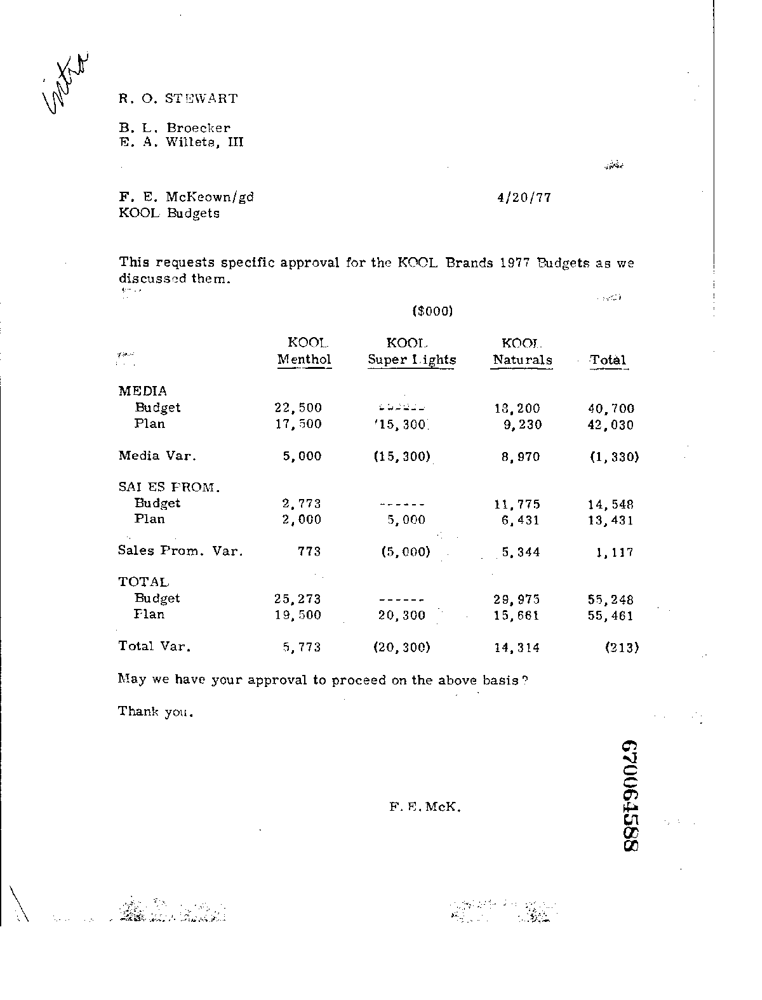 intra
R. O. STEWART
B. L. Broecker
E. A. Willets, III
F. E. McKeown/gd 4/20/77
KOOL Budgets
This requests specific approval for the KOOL Brands 1977 Budgets as we
discussed them.
($000)
KOOL KOOL KOOL
Menthol Super Lights Naturals Total
MEDIA
Budget 22,500 ------ 18,200 40,700
Plan 17,500 15,300 9,230 42,030
Media Var. 5,000 (15,300) 8,970 (1,330)
SALES PROM.
Budget 2,773 ------ 11,775 14,548
Plan 2,000 5,000 6,431 13,431
Sales Prom. Var. 773 (5,000) 5,344 1,117
TOTAL
Budget 25,273 ------ 29,975 55,248
Plan 19,500 20,300 15,661 55,461
Total Var. 5,773 (20,300) 14,314 (213)
May we have your approval to proceed on the above basis?
Thank you.
F. E. McK.
670064588